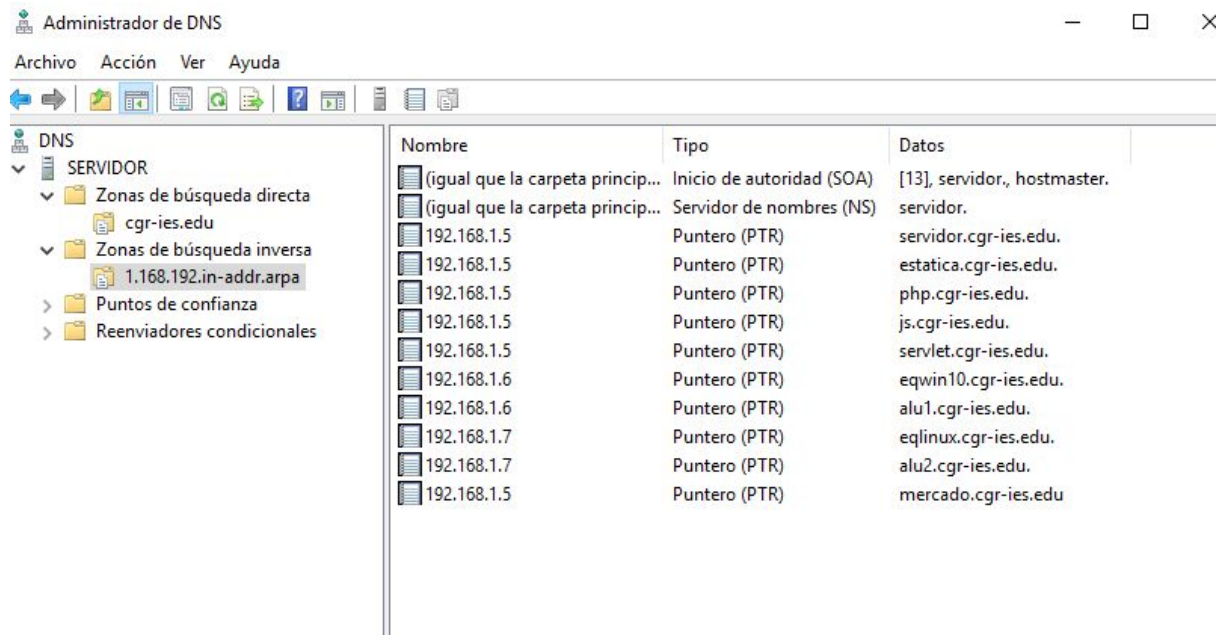 Administrador de DNS
Archivo Acción Ver Ayuda
DNS
SERVIDOR
Zonas de búsqueda directa
cgr-ies.edu
Zonas de búsqueda inversa
1.168.192.in-addr.arpa
Puntos de confianza
Reenviadores condicionales
Nombre Tipo Datos
(igual que la carpeta princip... Inicio de autoridad (SOA) [13], servidor., hostmaster.
(igual que la carpeta princip... Servidor de nombres (NS) servidor.
192.168.1.5 Puntero (PTR) servidor.cgr-ies.edu.
192.168.1.5 Puntero (PTR) estatica.cgr-ies.edu.
192.168.1.5 Puntero (PTR) php.cgr-ies.edu.
192.168.1.5 Puntero (PTR) js.cgr-ies.edu.
192.168.1.5 Puntero (PTR) servlet.cgr-ies.edu.
192.168.1.6 Puntero (PTR) eqwin10.cgr-ies.edu.
192.168.1.6 Puntero (PTR) alu1.cgr-ies.edu.
192.168.1.7 Puntero (PTR) eqlinux.cgr-ies.edu.
192.168.1.7 Puntero (PTR) alu2.cgr-ies.edu.
192.168.1.5 Puntero (PTR) mercado.cgr-ies.edu